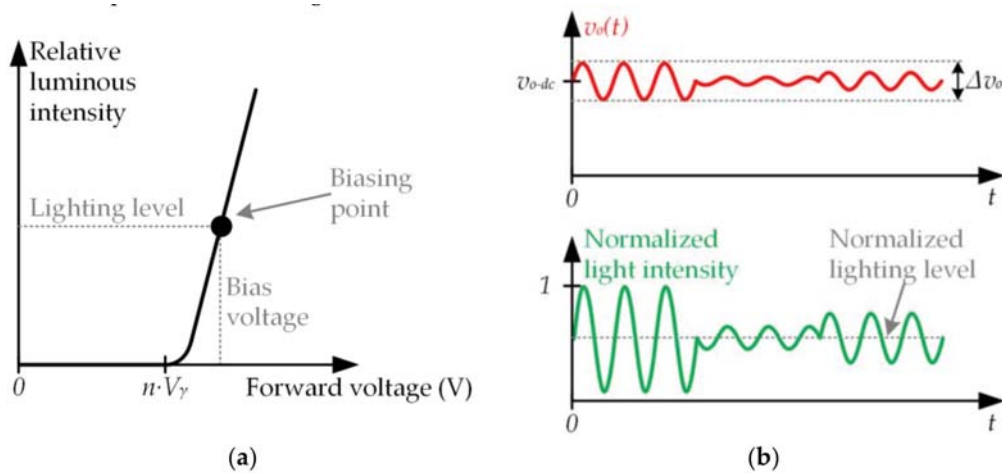 Relative
luminous
intensity
Lighting level
Biasing
point
Bias
voltage
0
n·Vγ
Forward voltage (V)
(a)
vo(t)
vo-dc
Δvo
0
t
Normalized
light intensity
Normalized
lighting level
1
0
t
(b)